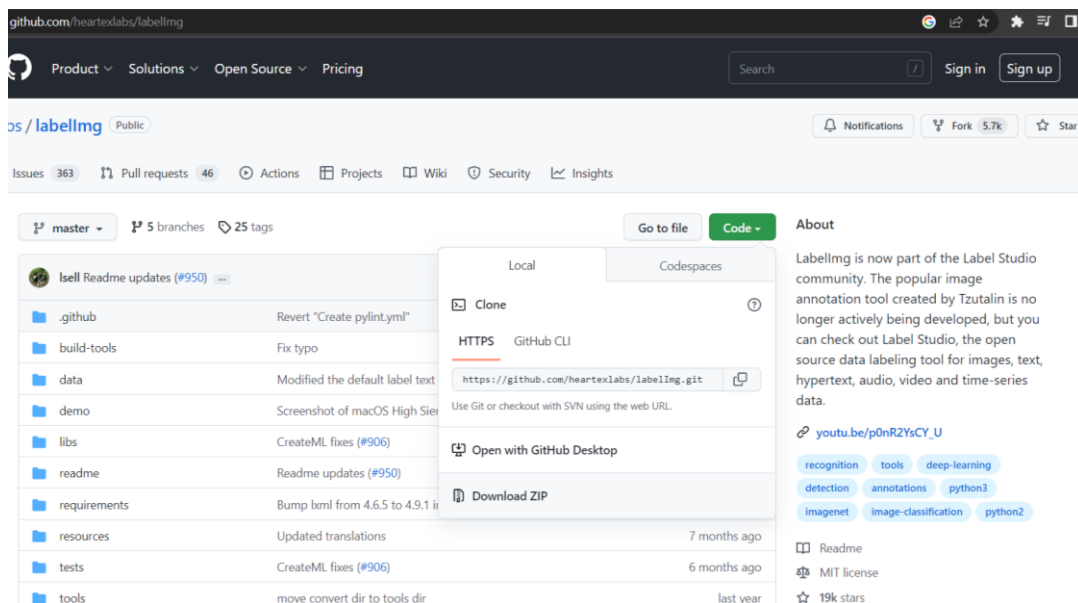 github.com/heartexlabs/labelImg
Product Solutions Open Source Pricing Search / Sign in Sign up
os / labelImg Public Notifications Fork 5.7k Star
Issues 363 Pull requests 46 Actions Projects Wiki Security Insights
master 5 branches 25 tags Go to file Code
lsell Readme updates (#950) ...
.github Revert "Create pylint.yml"
build-tools Fix typo
data Modified the default label text
demo Screenshot of macOS High Sier
libs CreateML fixes (#906)
readme Readme updates (#950)
requirements Bump lxml from 4.6.5 to 4.9.1 i
resources Updated translations 7 months ago
tests CreateML fixes (#906) 6 months ago
tools move convert dir to tools dir last year
Local Codespaces
Clone
HTTPS GitHub CLI
https://github.com/heartexlabs/labelImg.git
Use Git or checkout with SVN using the web URL.
Open with GitHub Desktop
Download ZIP
About
LabelImg is now part of the Label Studio
community. The popular image
annotation tool created by Tzutalin is no
longer actively being developed, but you
can check out Label Studio, the open
source data labeling tool for images, text,
hypertext, audio, video and time-series
data.
youtu.be/p0nR2YsCY_U
recognition tools deep-learning
detection annotations python3
imagenet image-classification python2
Readme
MIT license
19k stars